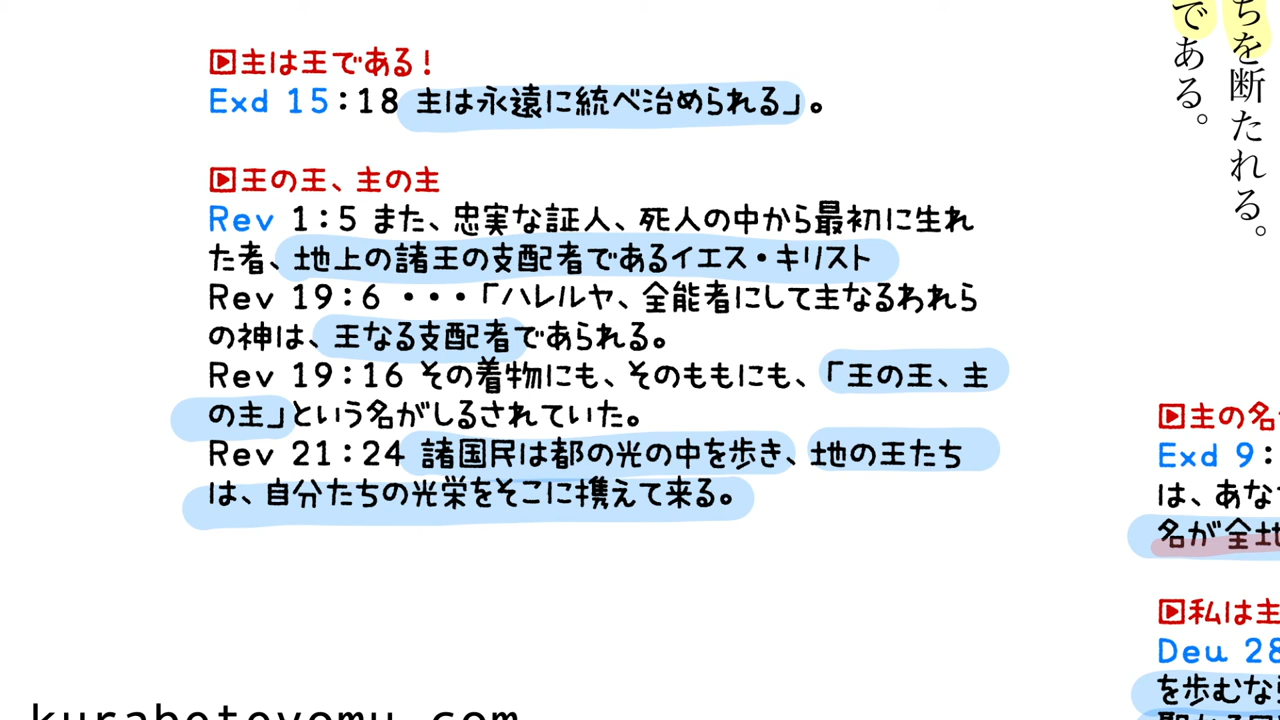 ▶主は王である！
Exd 15：18 主は永遠に統べ治められる」。
▶王の王、主の主
Rev 1：5 また、忠実な証人、死人の中から最初に生れ
た者、地上の諸王の支配者であるイエス・キリスト
Rev 19：6 ・・・「ハレルヤ、全能者にして主なるわれら
の神は、王なる支配者であられる。
Rev 19：16 その着物にも、そのももにも、「王の王、主
の主」という名がしるされていた。
Rev 21：24 諸国民は都の光の中を歩き、地の王たち
は、自分たちの光栄をそこに携えて来る。
ちを断たれる。
である。
▶主の名
Exd 9：
は、あな
名が全地
▶私は主
Deu 28
を歩むな
kurabeteyomu.com